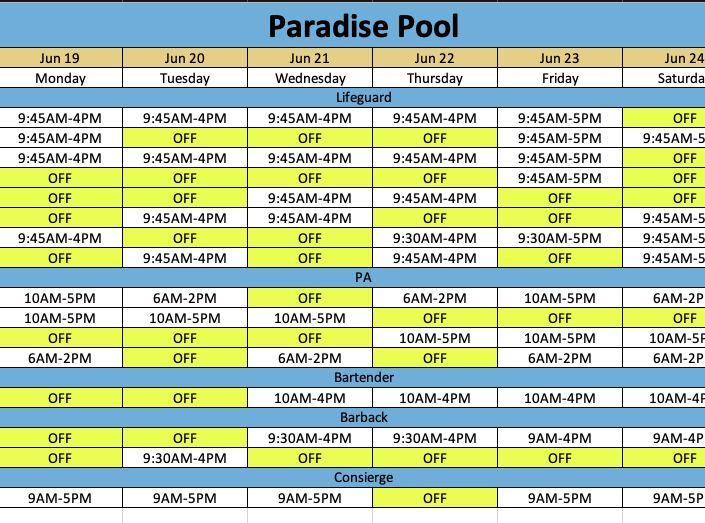 Paradise Pool
Jun 19 Jun 20 Jun 21 Jun 22 Jun 23 Jun 24
Monday Tuesday Wednesday Thursday Friday Saturda
Lifeguard
9:45AM-4PM 9:45AM-4PM 9:45AM-4PM 9:45AM-4PM 9:45AM-5PM OFF
9:45AM-4PM OFF OFF OFF 9:45AM-5PM 9:45AM-5
9:45AM-4PM 9:45AM-4PM 9:45AM-4PM 9:45AM-4PM 9:45AM-5PM OFF
OFF OFF OFF OFF 9:45AM-5PM OFF
OFF OFF 9:45AM-4PM 9:45AM-4PM OFF OFF
OFF 9:45AM-4PM 9:45AM-4PM OFF OFF 9:45AM-5
9:45AM-4PM OFF OFF 9:30AM-4PM 9:30AM-5PM 9:45AM-5
OFF 9:45AM-4PM OFF 9:45AM-4PM OFF 9:45AM-5
PA
10AM-5PM 6AM-2PM OFF 6AM-2PM 10AM-5PM 6AM-2P
10AM-5PM 10AM-5PM 10AM-5PM OFF OFF OFF
OFF OFF OFF 10AM-5PM 10AM-5PM 10AM-5P
6AM-2PM OFF 6AM-2PM OFF 6AM-2PM 6AM-2P
Bartender
OFF OFF 10AM-4PM 10AM-4PM 10AM-4PM 10AM-4P
Barback
OFF OFF 9:30AM-4PM 9:30AM-4PM 9AM-4PM 9AM-4P
OFF 9:30AM-4PM OFF OFF OFF OFF
Consierge
9AM-5PM 9AM-5PM 9AM-5PM OFF 9AM-5PM 9AM-5P